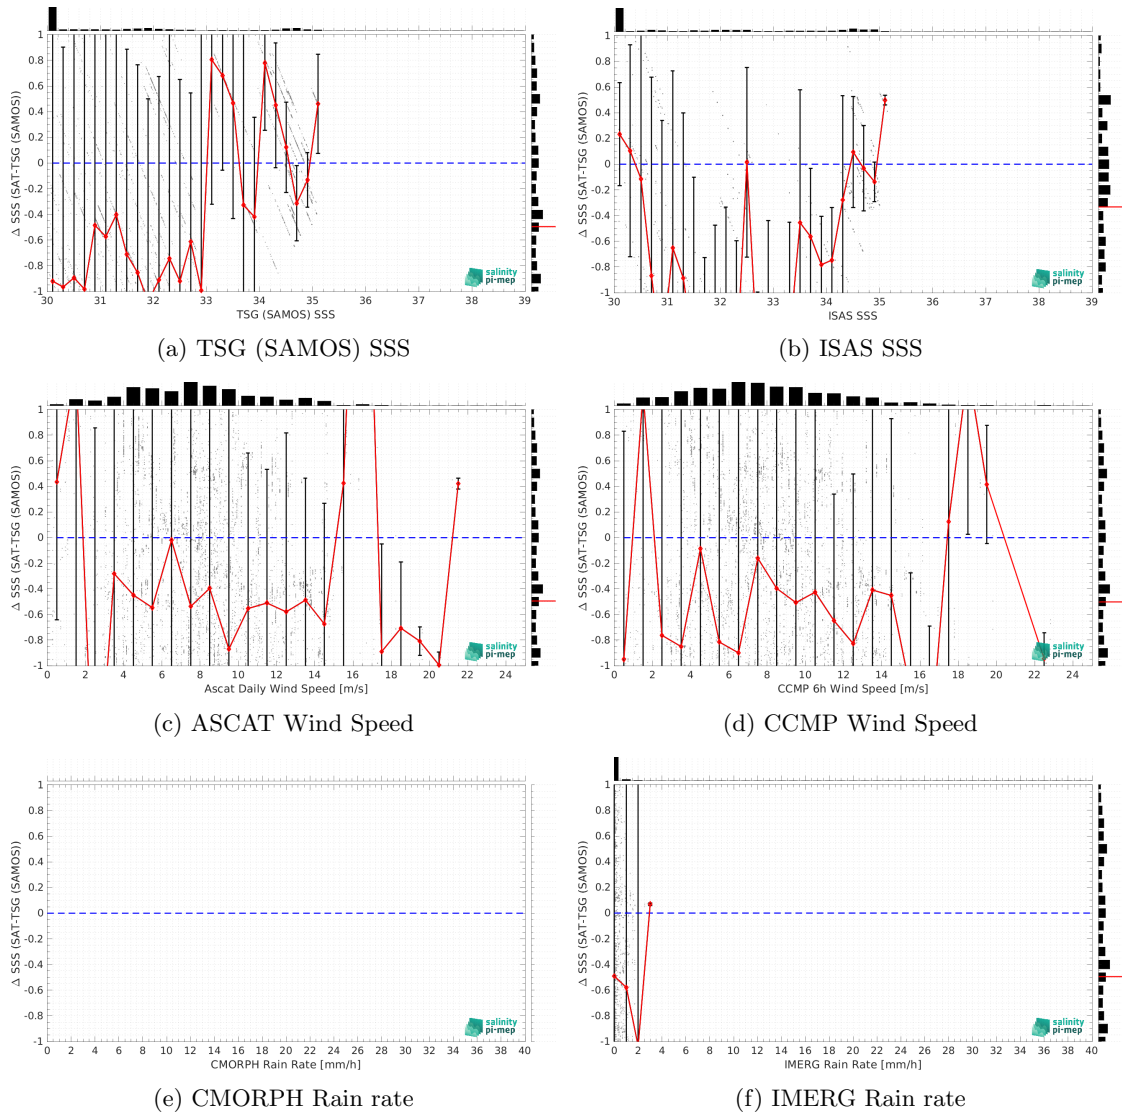 1
0.8
0.6
0.4
0.2
0
-0.2
-0.4
-0.6
-0.8
-1
Δ SSS (SAT-TSG (SAMOS))
30 31 32 33 34 35 36 37 38 39
TSG (SAMOS) SSS
salinity
pi-mep
(a) TSG (SAMOS) SSS
1
0.8
0.6
0.4
0.2
0
-0.2
-0.4
-0.6
-0.8
-1
Δ SSS (SAT-TSG (SAMOS))
30 31 32 33 34 35 36 37 38 39
ISAS SSS
salinity
pi-mep
(b) ISAS SSS
1
0.8
0.6
0.4
0.2
0
-0.2
-0.4
-0.6
-0.8
-1
Δ SSS (SAT-TSG (SAMOS))
0 2 4 6 8 10 12 14 16 18 20 22 24
Ascat Daily Wind Speed [m/s]
salinity
pi-mep
(c) ASCAT Wind Speed
1
0.8
0.6
0.4
0.2
0
-0.2
-0.4
-0.6
-0.8
-1
Δ SSS (SAT-TSG (SAMOS))
0 2 4 6 8 10 12 14 16 18 20 22 24
CCMP 6h Wind Speed [m/s]
salinity
pi-mep
(d) CCMP Wind Speed
1
0.8
0.6
0.4
0.2
0
-0.2
-0.4
-0.6
-0.8
-1
Δ SSS (SAT-TSG (SAMOS))
0 2 4 6 8 10 12 14 16 18 20 22 24 26 28 30 32 34 36 38 40
CMORPH Rain Rate [mm/h]
salinity
pi-mep
(e) CMORPH Rain rate
1
0.8
0.6
0.4
0.2
0
-0.2
-0.4
-0.6
-0.8
-1
Δ SSS (SAT-TSG (SAMOS))
0 2 4 6 8 10 12 14 16 18 20 22 24 26 28 30 32 34 36 38 40
IMERG Rain Rate [mm/h]
salinity
pi-mep
(f) IMERG Rain rate